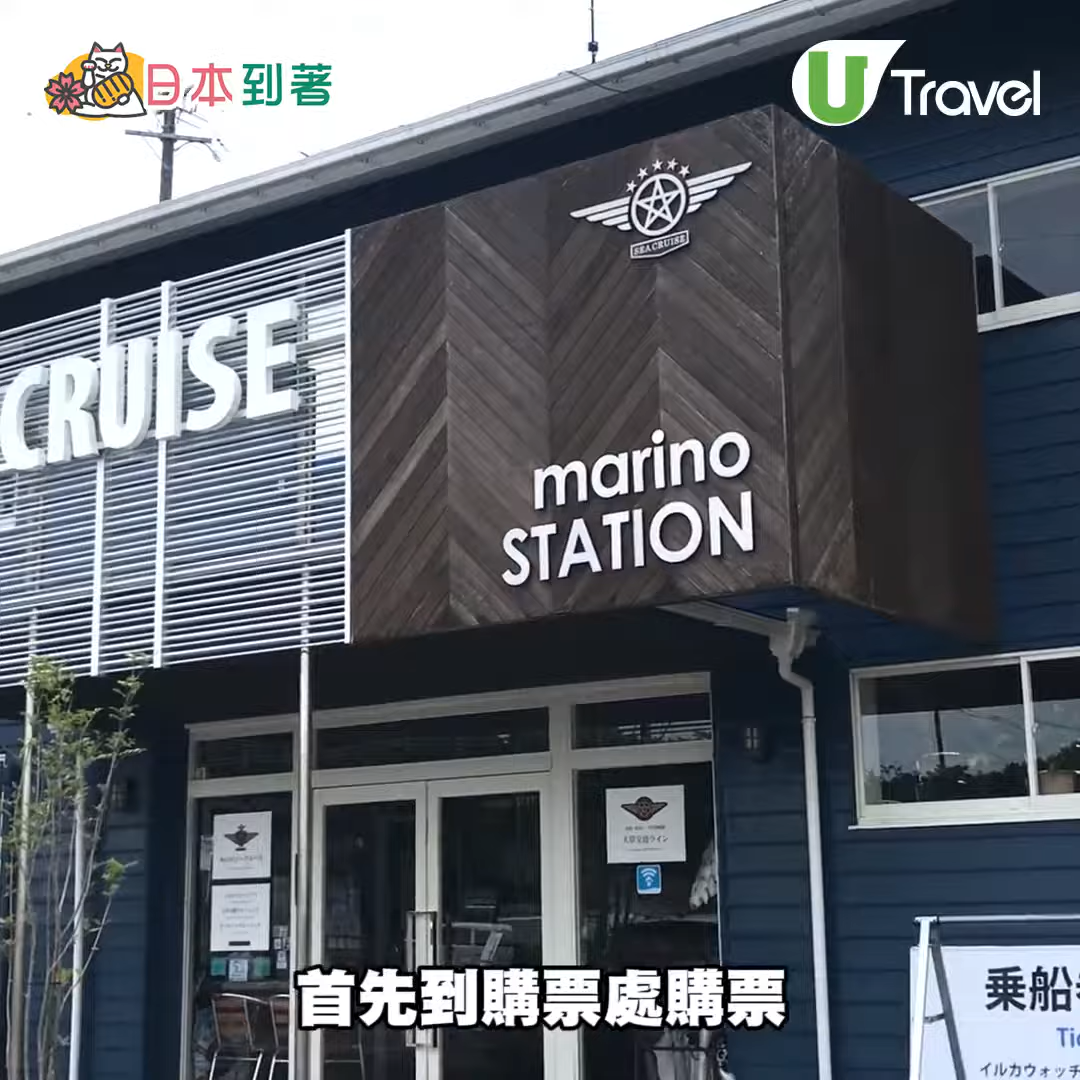 日本到著
U Travel
SEA CRUISE
CRUISE
marino
STATION
天草宝島ライン
乗船
Tic
イルカウォッチ
首先到購票處購票